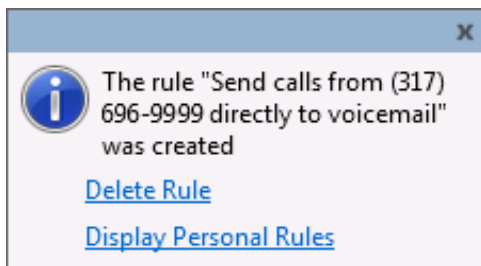 x
The rule "Send calls from (317)
696-9999 directly to voicemail"
was created
Delete Rule
Display Personal Rules